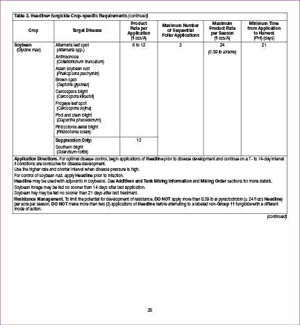 Table 3. Headline® fungicide Crop-specific Requirements (continued)
Crop
Target Disease
Product
Rate per
Application
(fl ozs/A)
Maximum Number
of Sequential
Foliar Applications
Maximum
Product Rate
per Season
(fl ozs/A)
Minimum Time
from Application
to Harvest
(PHI) (days)
Soybean
(Glycine max)
Alternaria leaf spot
(Alternaria spp.)
Anthracnose
(Colletotrichum truncatum)
Asian soybean rust
(Phakopsora pachyrhizi)
Brown spot
(Septoria glycines)
Cercospora blight
(Cercospora kikuchii)
Frogeye leaf spot
(Cercospora sojina)
Pod and stem blight
(Diaporthe phaseolorum)
Rhizoctonia aerial blight
(Rhizoctonia solani)
6 to 12
2
24
21
Suppression Only:
Southern blight
(Sclerotium rolfsii)
12
Application Directions. For optimal disease control, begin applications of Headline prior to disease development and continue on a 7- to 14-day interval
if conditions are conducive for disease development.
Use the higher rate and shorter interval when disease pressure is high.
For control of soybean rust, apply Headline prior to infection.
Headline may be used with adjuvants in soybeans. See Additives and Tank Mixing Information and Mixing Order sections for more details.
Soybean forage may be fed no sooner than 14 days after last application.
Soybean hay may be fed no sooner than 21 days after last treatment.
Resistance Management. To limit the potential for development of resistance, DO NOT apply more than 0.39 lb pyraclostrobin (= 24 fl ozs Headline)
per acre per season. DO NOT make more than two (2) applications of Headline before alternating to a labeled non-Group 11 fungicide with a different
mode of action.
(continued)